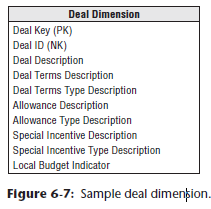 Deal Dimension
Deal Key (PK)
Deal ID (NK)
Deal Description
Deal Terms Description
Deal Terms Type Description
Allowance Description
Allowance Type Description
Special Incentive Description
Special Incentive Type Description
Local Budget Indicator
Figure 6-7: Sample deal dimension.